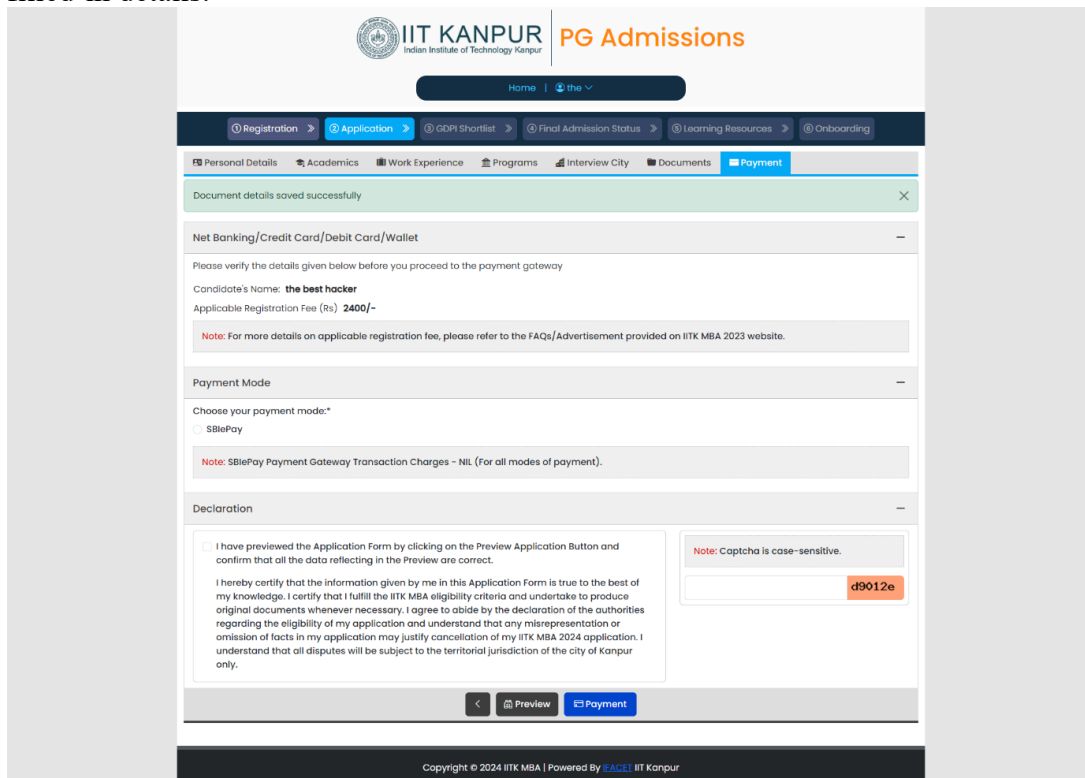 IIT KANPUR
Indian Institute of Technology Kanpur
PG Admissions
Home | the
1 Registration » 2 Application » 3 GDPI Shortlist » 4 Final Admission Status » 5 Learning Resources » 6 Onboarding
Personal Details Academics Work Experience Programs Interview City Documents Payment
Document details saved successfully
Net Banking/Credit Card/Debit Card/Wallet
Please verify the details given below before you proceed to the payment gateway
Candidate's Name: the best hacker
Applicable Registration Fee (Rs) 2400/-
Note: For more details on applicable registration fee, please refer to the FAQs/Advertisement provided on IITK MBA 2023 website.
Payment Mode
Choose your payment mode:*
SBIePay
Note: SBIePay Payment Gateway Transaction Charges - NIL (For all modes of payment).
Declaration
I have previewed the Application Form by clicking on the Preview Application Button and
confirm that all the data reflecting in the Preview are correct.
I hereby certify that the information given by me in this Application Form is true to the best of
my knowledge. I certify that I fulfill the IITK MBA eligibility criteria and undertake to produce
original documents whenever necessary. I agree to abide by the declaration of the authorities
regarding the eligibility of my application and understand that any misrepresentation or
omission of facts in my application may justify cancellation of my IITK MBA 2024 application. I
understand that all disputes will be subject to the territorial jurisdiction of the city of Kanpur
only.
Note: Captcha is case-sensitive.
d9012e
< Preview Payment
Copyright © 2024 IITK MBA | Powered By IFACET IIT Kanpur